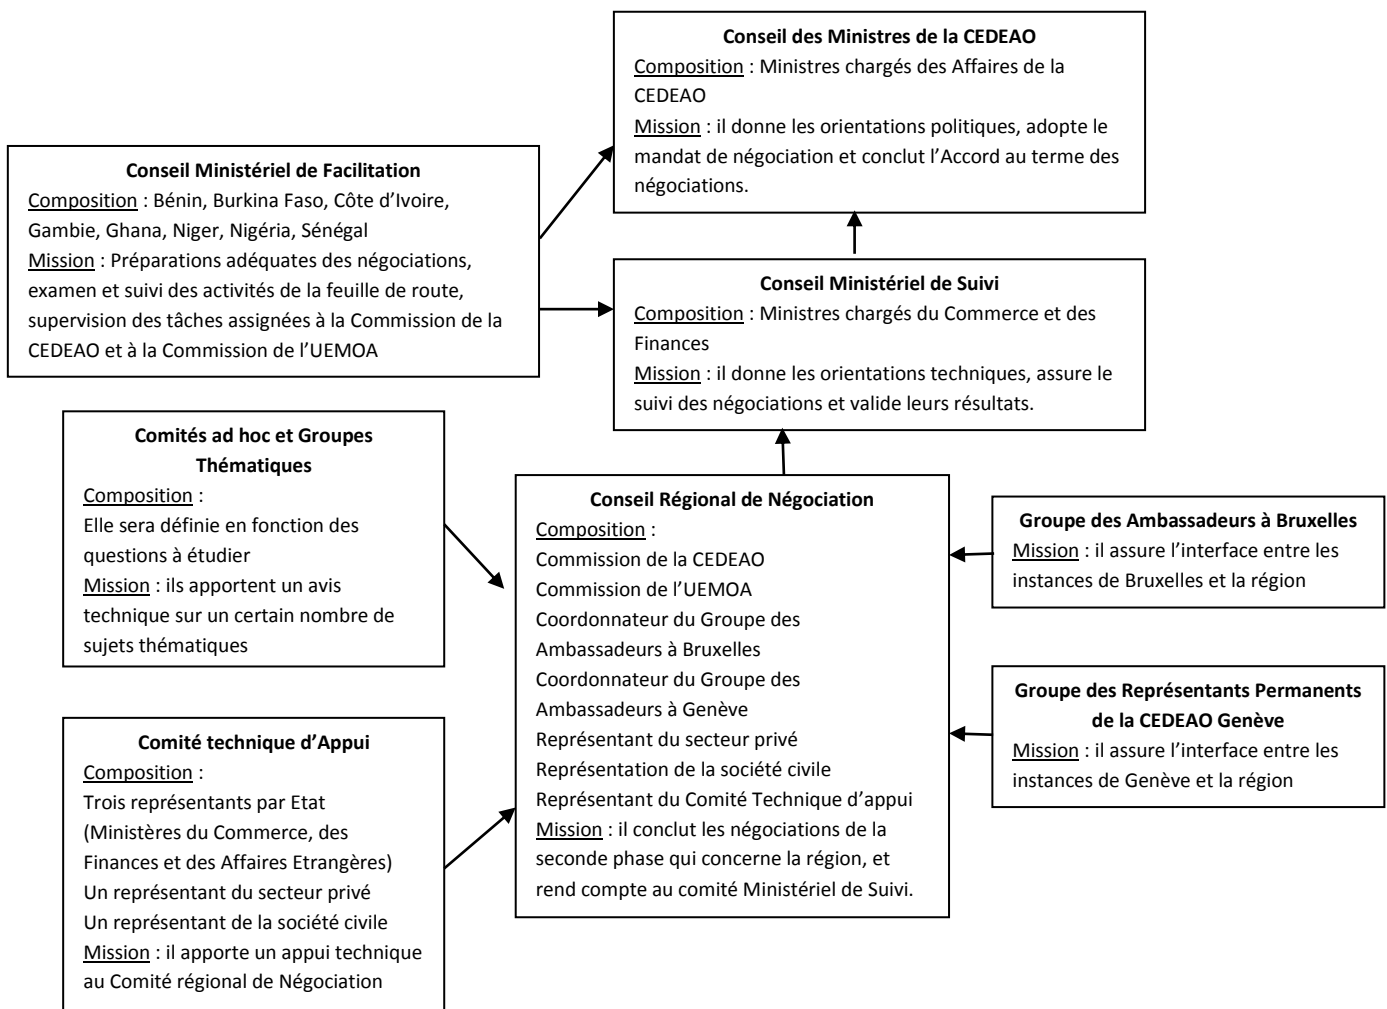 Conseil des Ministres de la CEDEAO
Composition : Ministres chargés des Affaires de la
CEDEAO
Mission : il donne les orientations politiques, adopte le
mandat de négociation et conclut l’Accord au terme des
négociations.
Conseil Ministériel de Facilitation
Composition : Bénin, Burkina Faso, Côte d’Ivoire,
Gambie, Ghana, Niger, Nigéria, Sénégal
Mission : Préparations adéquates des négociations,
examen et suivi des activités de la feuille de route,
supervision des tâches assignées à la Commission de la
CEDEAO et à la Commission de l’UEMOA
Conseil Ministériel de Suivi
Composition : Ministres chargés du Commerce et des
Finances
Mission : il donne les orientations techniques, assure le
suivi des négociations et valide leurs résultats.
Comités ad hoc et Groupes
Thématiques
Composition :
Elle sera définie en fonction des
questions à étudier
Mission : ils apportent un avis
technique sur un certain nombre de
sujets thématiques
Conseil Régional de Négociation
Composition :
Commission de la CEDEAO
Commission de l’UEMOA
Coordonnateur du Groupe des
Ambassadeurs à Bruxelles
Coordonnateur du Groupe des
Ambassadeurs à Genève
Représentant du secteur privé
Représentation de la société civile
Représentant du Comité Technique d’appui
Mission : il conclut les négociations de la
seconde phase qui concerne la région, et
rend compte au comité Ministériel de Suivi.
Groupe des Ambassadeurs à Bruxelles
Mission : il assure l’interface entre les
instances de Bruxelles et la région
Groupe des Représentants Permanents
de la CEDEAO Genève
Mission : il assure l’interface entre les
instances de Genève et la région
Comité technique d’Appui
Composition :
Trois représentants par Etat
(Ministères du Commerce, des
Finances et des Affaires Etrangères)
Un représentant du secteur privé
Un représentant de la société civile
Mission : il apporte un appui technique
au Comité régional de Négociation